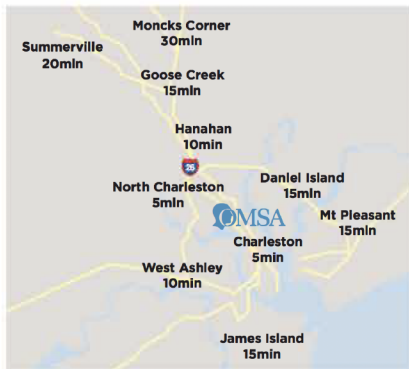 Moncks Corner
30min
Summerville
20min
Goose Creek
15min
Hanahan
10min
26
North Charleston
5min
Daniel Island
15min
OMSA
Mt Pleasant
15min
Charleston
5min
West Ashley
10min
James Island
15min